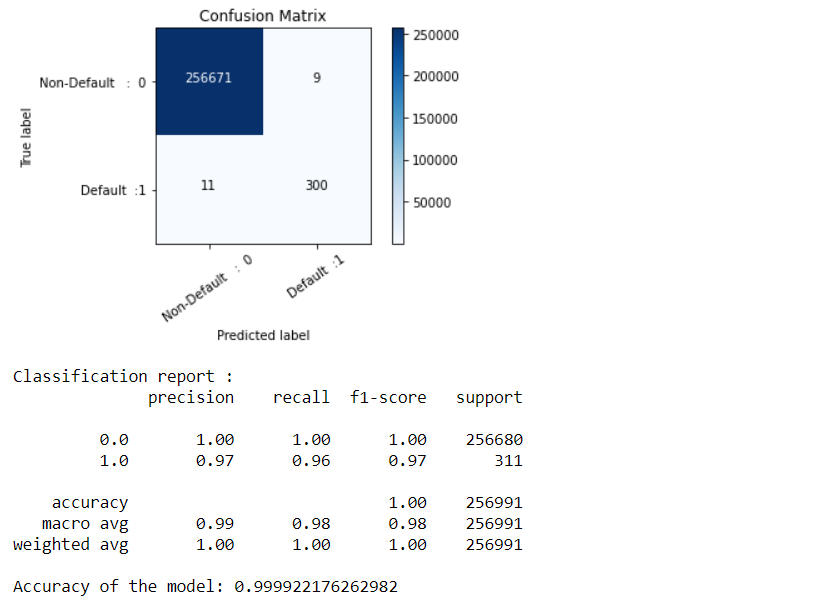 Confusion Matrix
Non-Default : 0
256671 9
Default :1
11 300
True label
Non-Default : 0
Default :1
Predicted label
250000
200000
150000
100000
50000
Classification report :
precision recall f1-score support
0.0 1.00 1.00 1.00 256680
1.0 0.97 0.96 0.97 311
accuracy 1.00 256991
macro avg 0.99 0.98 0.98 256991
weighted avg 1.00 1.00 1.00 256991
Accuracy of the model: 0.999922176262982